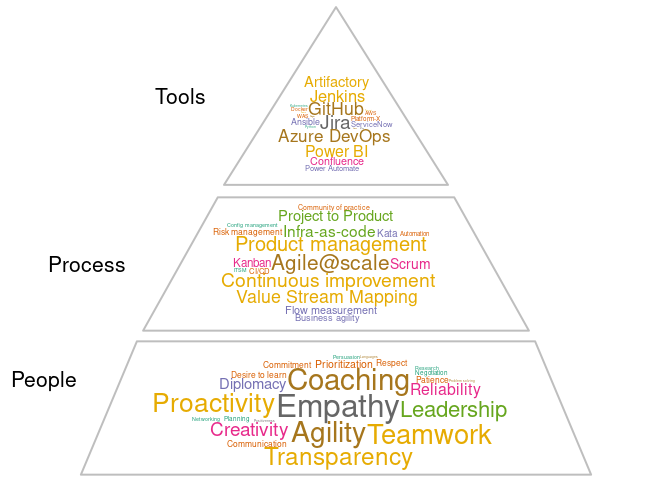 Tools
Artifactory
Jenkins
Docker GitHub AWS
WAS Platform-X
Ansible Jira ServiceNow
Azure DevOps
Power BI
Confluence
Power Automate
Process
Community of practice
Project to Product
Config management
Risk management Infra-as-code Kata Automation
Product management
Kanban Agile@scale Scrum
ITSM CI/CD
Continuous improvement
Value Stream Mapping
Flow measurement
Business agility
People
Persuasion
Commitment Prioritization Respect
Research
Desire to learn Coaching Negotiation
Diplomacy Patience Problem solving
Reliability
Proactivity Empathy Leadership
Networking Planning
Creativity Agility Teamwork
Communication
Transparency